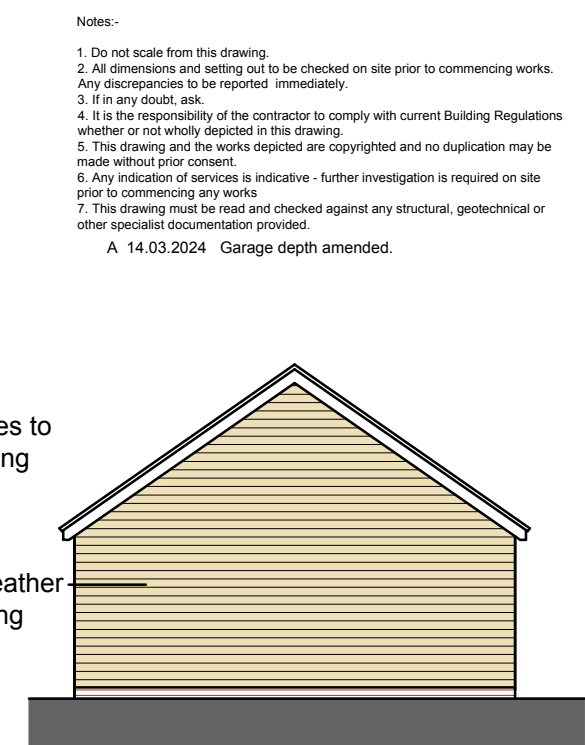 Notes:-
1. Do not scale from this drawing.
2. All dimensions and setting out to be checked on site prior to commencing works.
Any discrepancies to be reported immediately.
3. If in any doubt, ask.
4. It is the responsibility of the contractor to comply with current Building Regulations
whether or not wholly depicted in this drawing.
5. This drawing and the works depicted are copyrighted and no duplication may be
made without prior consent.
6. Any indication of services is indicative - further investigation is required on site
prior to commencing any works
7. This drawing must be read and checked against any structural, geotechnical or
other specialist documentation provided.
A 14.03.2024 Garage depth amended.
es to
ng
eather
ng